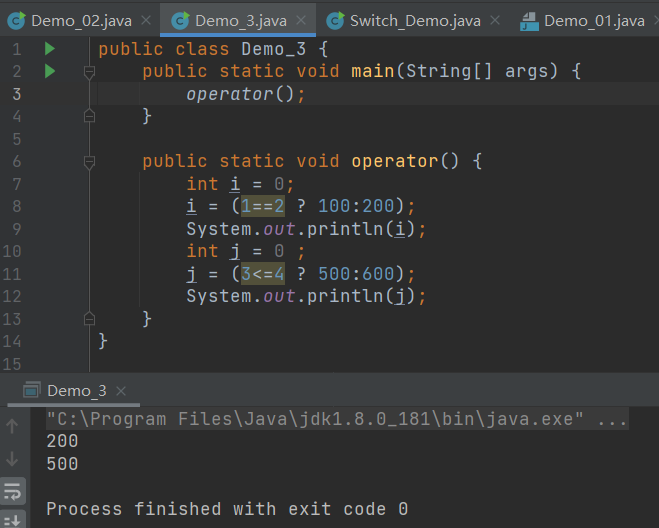 Demo_02.java Demo_3.java Switch_Demo.java Demo_01.java
1 public class Demo_3 {
2 public static void main(String[] args) {
3 operator();
4 }
5
6 public static void operator() {
7 int i = 0;
8 i = (1==2 ? 100:200);
9 System.out.println(i);
10 int j = 0 ;
11 j = (3<=4 ? 500:600);
12 System.out.println(j);
13 }
14 }
15
Demo_3
"C:\Program Files\Java\jdk1.8.0_181\bin\java.exe" ...
200
500
Process finished with exit code 0